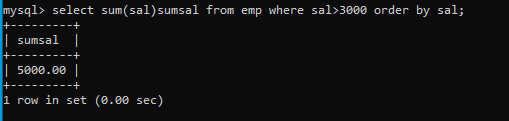 mysql> select sum(sal)sumsal from emp where sal>3000 order by sal;
+---------+
| sumsal  |
+---------+
| 5000.00 |
+---------+
1 row in set (0.00 sec)